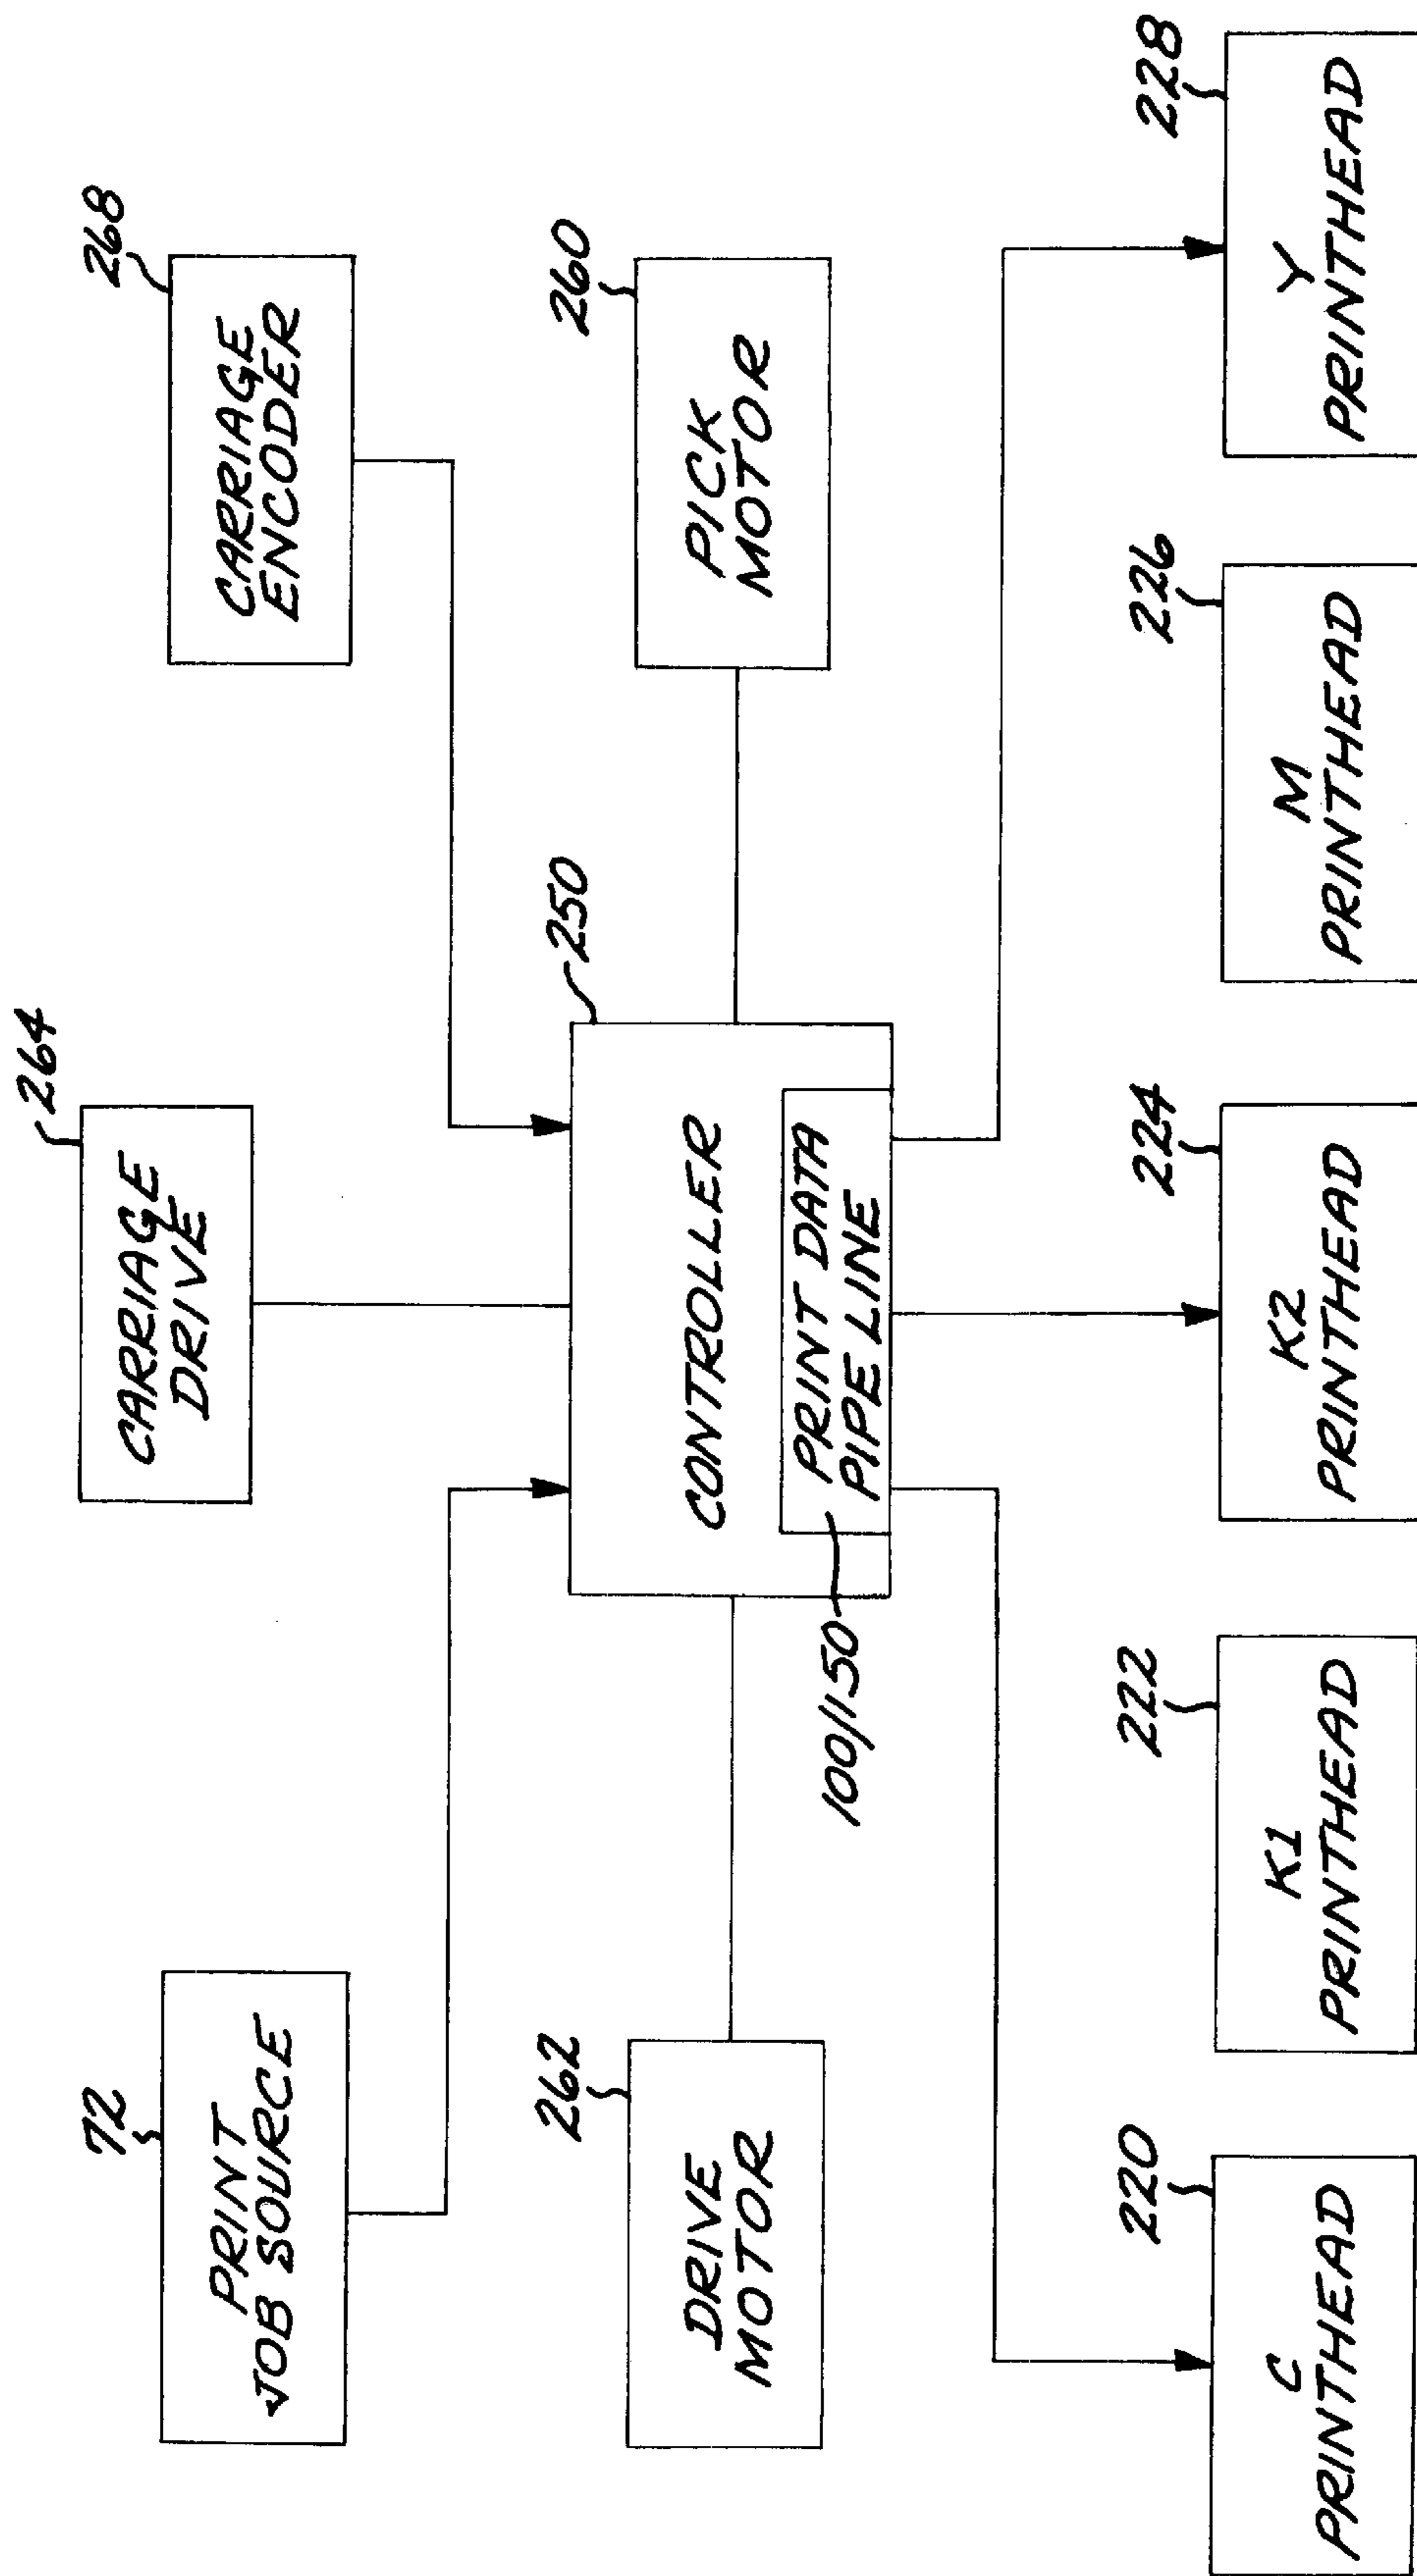 72
PRINT
JOB SOURCE
264
CARRIAGE
DRIVE
268
CARRIAGE
ENCODER
262
DRIVE
MOTOR
250
CONTROLLER
100/150
PRINT DATA
PIPE LINE
260
PICK
MOTOR
220
C
PRINTHEAD
222
K1
PRINTHEAD
224
K2
PRINTHEAD
226
M
PRINTHEAD
228
Y
PRINTHEAD